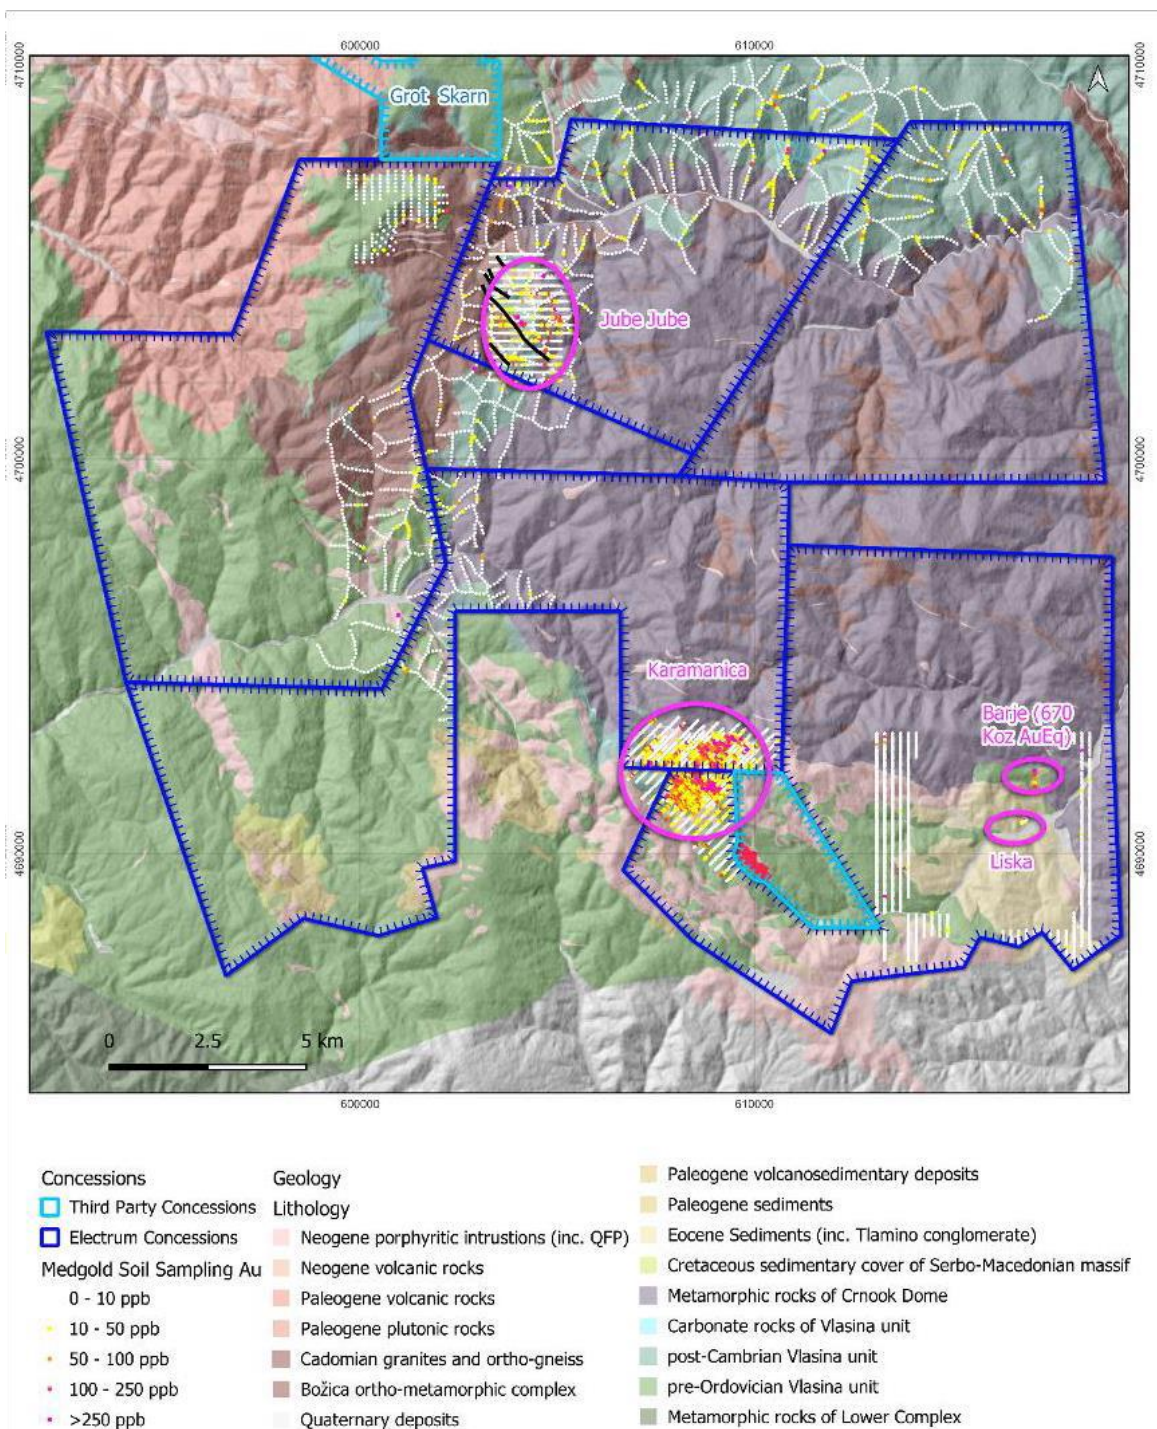 600000 610000
4710000 4710000
Grot Skarn
Jube Jube
4700000 4700000
Karamanica
Barje (670
Koz AuEq)
Liska
4690000 4690000
0 2.5 5 km
600000 610000
Concessions
Third Party Concessions
Electrum Concessions
Medgold Soil Sampling Au
0 - 10 ppb
10 - 50 ppb
50 - 100 ppb
100 - 250 ppb
>250 ppb
Geology
Lithology
Neogene porphyritic intrustions (inc. QFP)
Neogene volcanic rocks
Paleogene volcanic rocks
Paleogene plutonic rocks
Cadomian granites and ortho-gneiss
Božica ortho-metamorphic complex
Quaternary deposits
Paleogene volcanosedimentary deposits
Paleogene sediments
Eocene Sediments (inc. Tlamino conglomerate)
Cretaceous sedimentary cover of Serbo-Macedonian massif
Metamorphic rocks of Crnook Dome
Carbonate rocks of Vlasina unit
post-Cambrian Vlasina unit
pre-Ordovician Vlasina unit
Metamorphic rocks of Lower Complex